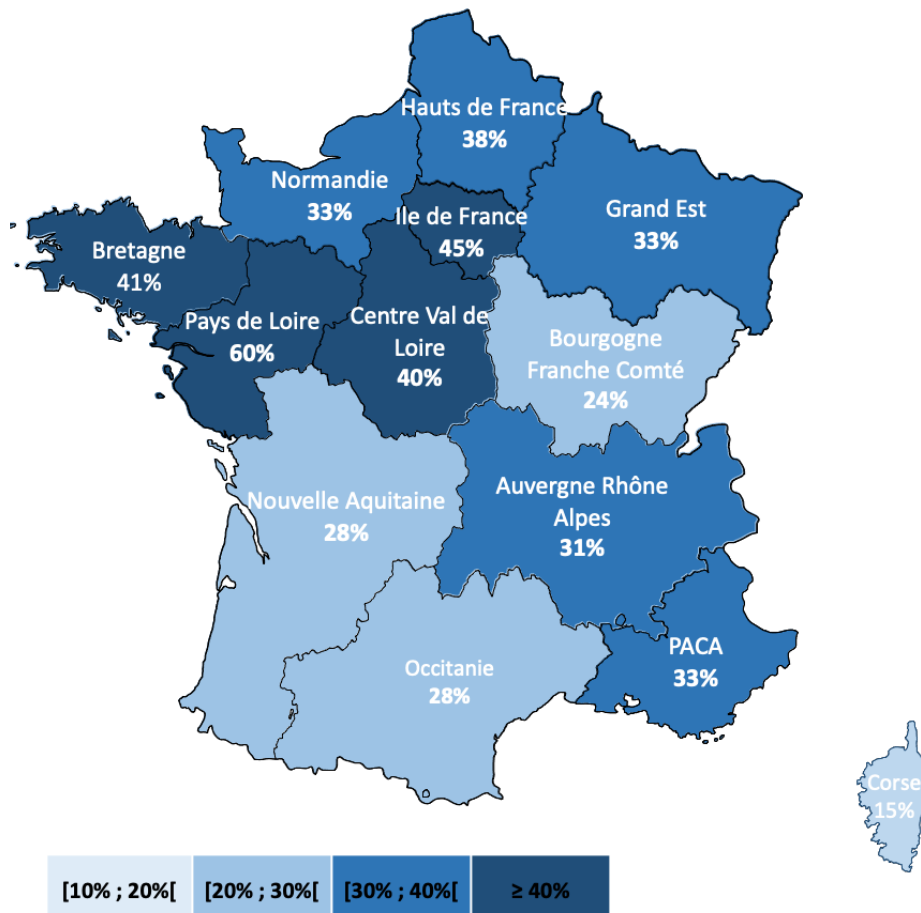 Hauts de France
38%
Normandie
33%
Ile de France
45%
Grand Est
33%
Bretagne
41%
Pays de Loire
60%
Centre Val de
Loire
40%
Bourgogne
Franche Comté
24%
Nouvelle Aquitaine
28%
Auvergne Rhône
Alpes
31%
Occitanie
28%
PACA
33%
Corse
15%
[10% ; 20%[ [20% ; 30%[ [30% ; 40%[ ≥ 40%